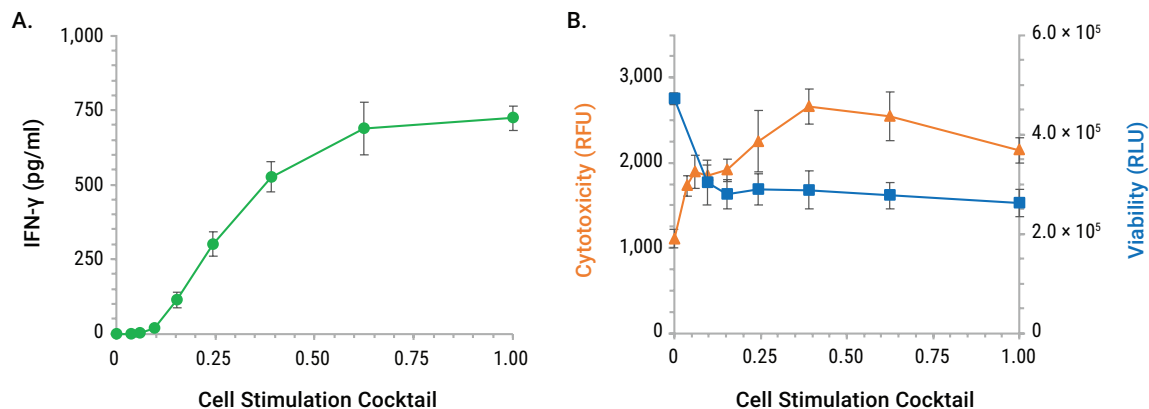 A.
1,000
750
500
250
0
IFN-γ (pg/ml)
0 0.25 0.50 0.75 1.00
Cell Stimulation Cocktail
B.
3,000
2,000
1,000
0
Cytotoxicity (RFU)
6.0 × 10⁵
4.0 × 10⁵
2.0 × 10⁵
0
Viability (RLU)
0 0.25 0.50 0.75 1.00
Cell Stimulation Cocktail